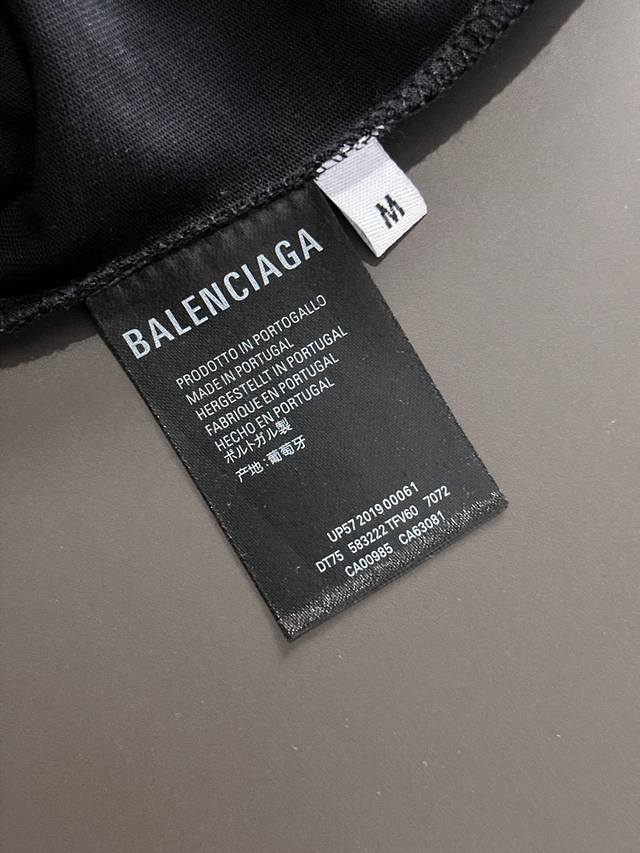 M
BALENCIAGA
PRODOTTO IN PORTOGALLO
MADE IN PORTUGAL
HERGESTELLT IN PORTUGAL
FABRIQUE EN PORTUGAL
HECHO EN PORTUGAL
ポルトガル製
产地:葡萄牙
UP57 2019 00061
DT75 583222 TFV60 7072
CA00985 CA63081